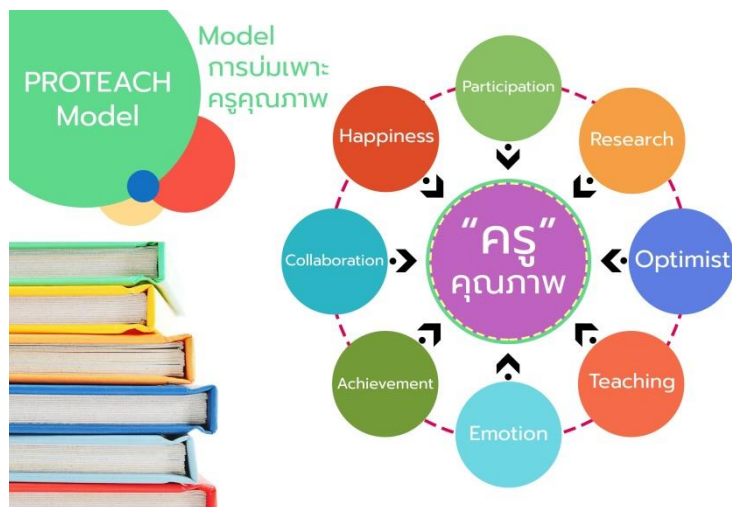 PROTEACH
Model
Model
การบ่มเพาะ
ครูคุณภาพ
Participation
Research
Optimist
Teaching
Emotion
Achievement
Collaboration
Happiness
“ครู”
คุณภาพ